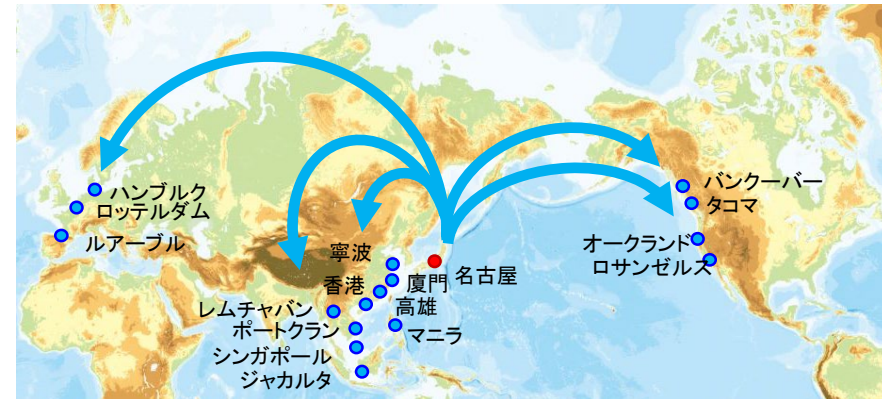 ハンブルク
ロッテルダム
ルアーブル
寧波
香港
厦門
名古屋
高雄
レムチャバン
ポートクラン
マニラ
シンガポール
ジャカルタ
バンクーバー
タコマ
オークランド
ロサンゼルス